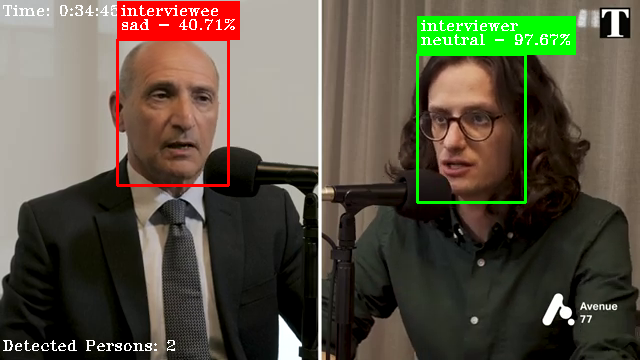 Time: 0:34:45
interviewee
sad - 40.71%
interviewer
neutral - 97.67%
T
Avenue
77
Detected Persons: 2